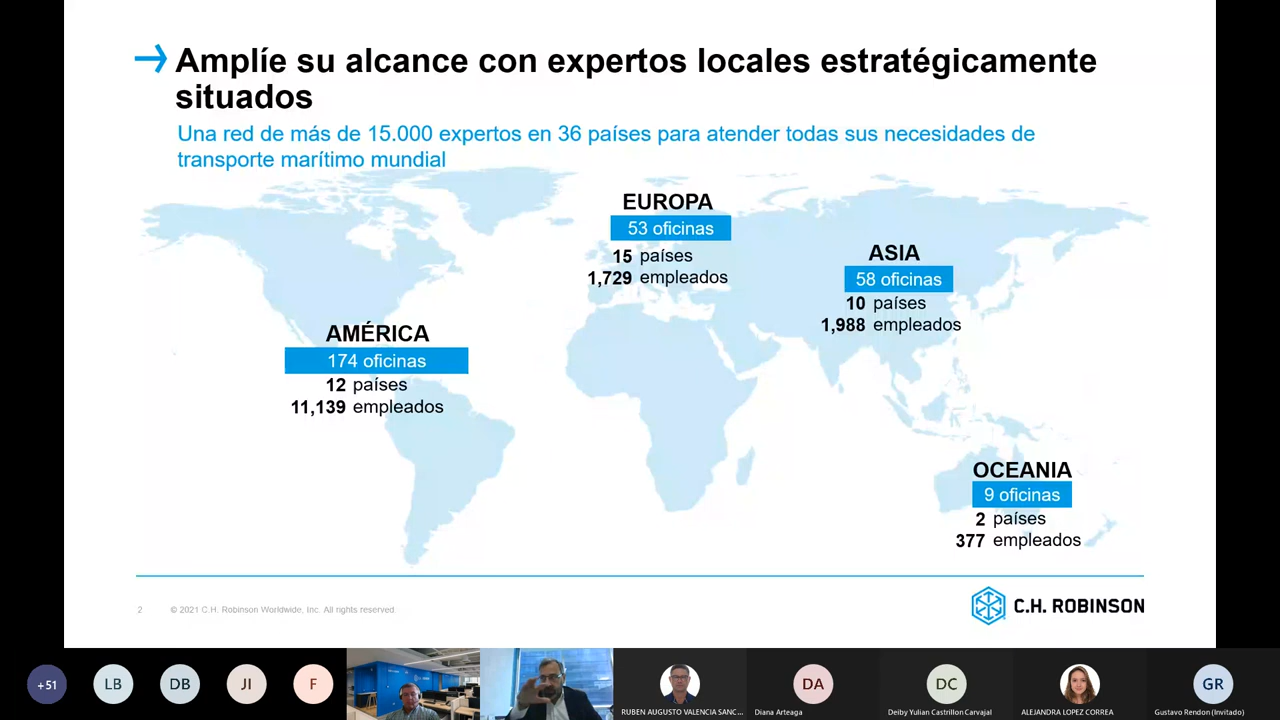 Amplíe su alcance con expertos locales estratégicamente
situados
Una red de más de 15.000 expertos en 36 países para atender todas sus necesidades de
transporte marítimo mundial
EUROPA
53 oficinas
15 países
1,729 empleados
ASIA
58 oficinas
10 países
1,988 empleados
AMÉRICA
174 oficinas
12 países
11,139 empleados
OCEANIA
9 oficinas
2 países
377 empleados
2 © 2021 C.H. Robinson Worldwide, Inc. All rights reserved
C.H. ROBINSON
+51
LB
DB
JI
F
RUBEN AUGUSTO VALENCIA SANC...
DA
Diana Arteaga
DC
Deiby Yulian Castrillon Carvajal
ALEJANDRA LOPEZ CORREA
GR
Gustavo Rendon (Invitado)